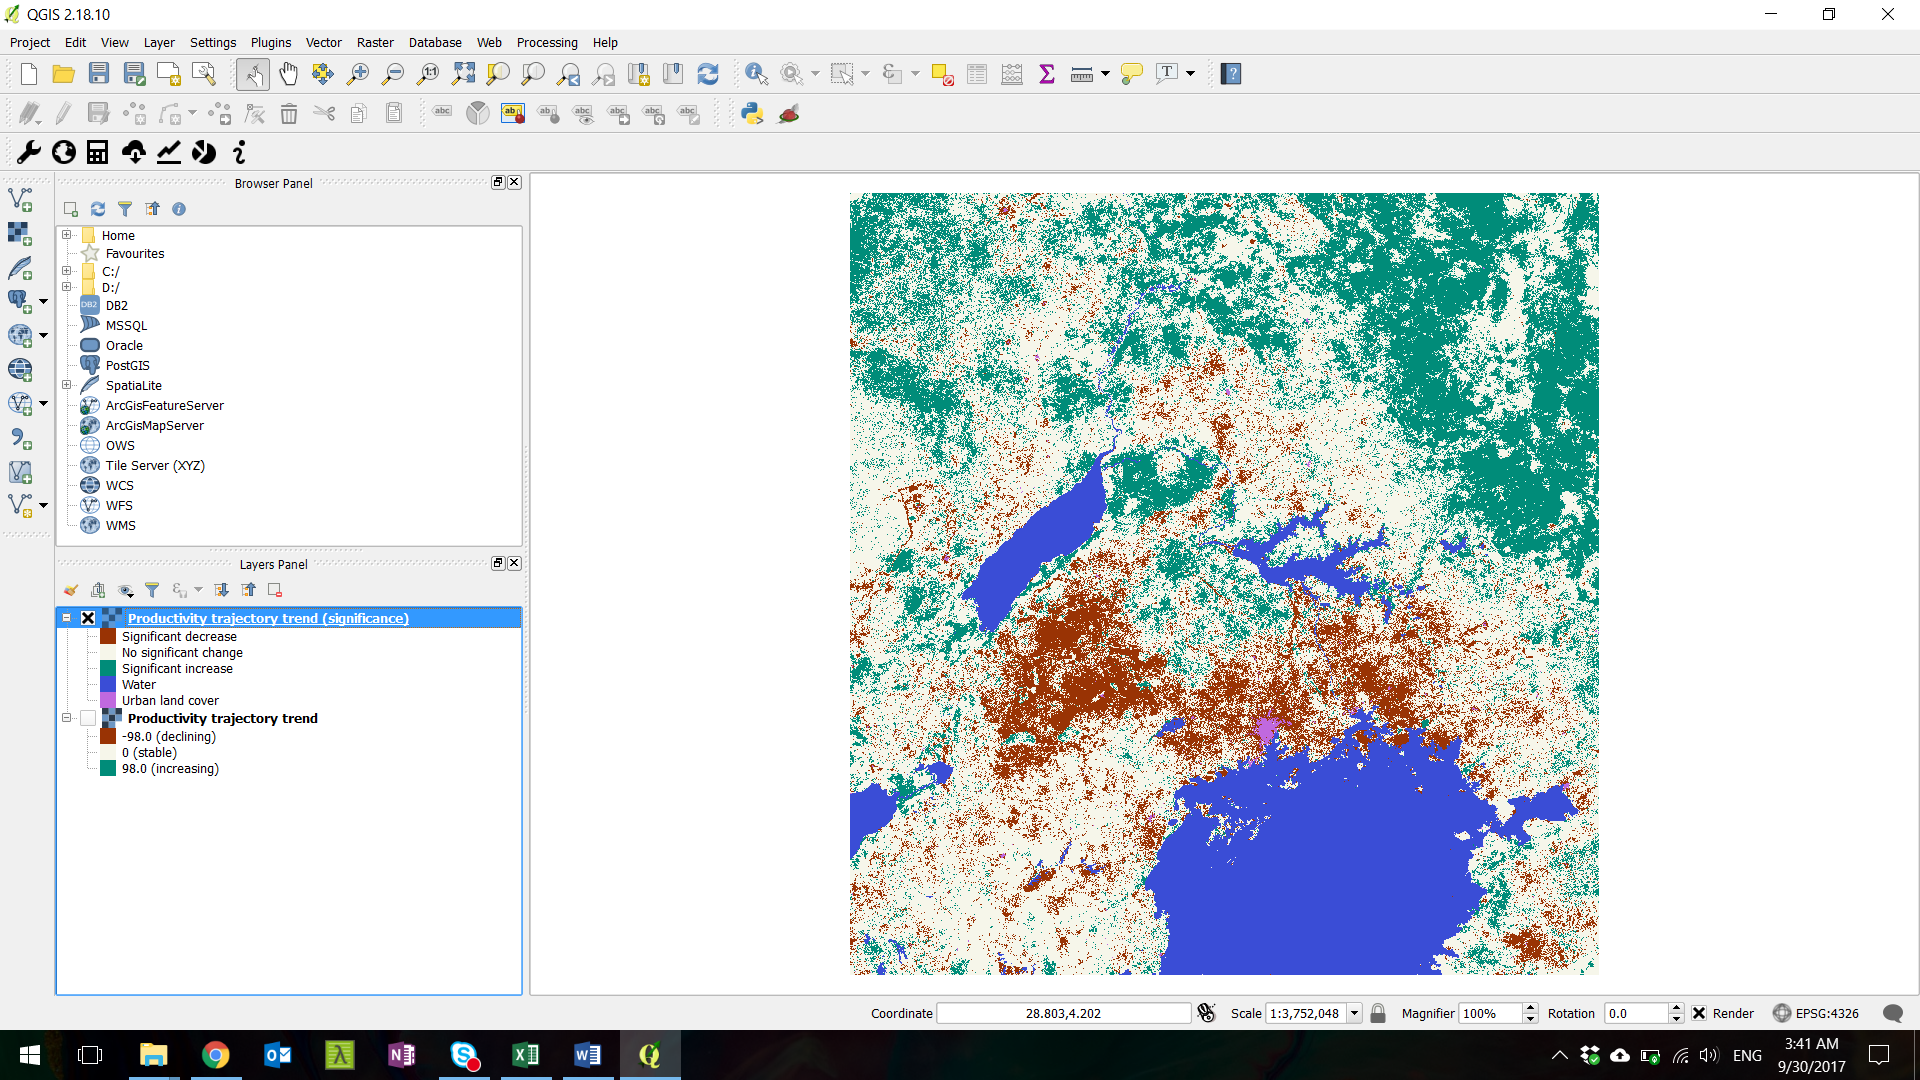 QGIS 2.18.10
Project Edit View Layer Settings Plugins Vector Raster Database Web Processing Help
Browser Panel
Home
Favourites
C:/
D:/
DB2
MSSQL
Oracle
PostGIS
SpatiaLite
ArcGisFeatureServer
ArcGisMapServer
OWS
Tile Server (XYZ)
WCS
WFS
WMS
Layers Panel
Productivity trajectory trend (significance)
Significant decrease
No significant change
Significant increase
Water
Urban land cover
Productivity trajectory trend
-98.0 (declining)
0 (stable)
98.0 (increasing)
Coordinate 28.803,4.202 Scale 1:3,752,048 Magnifier 100% Rotation 0.0 Render EPSG:4326
ENG
3:41 AM
9/30/2017